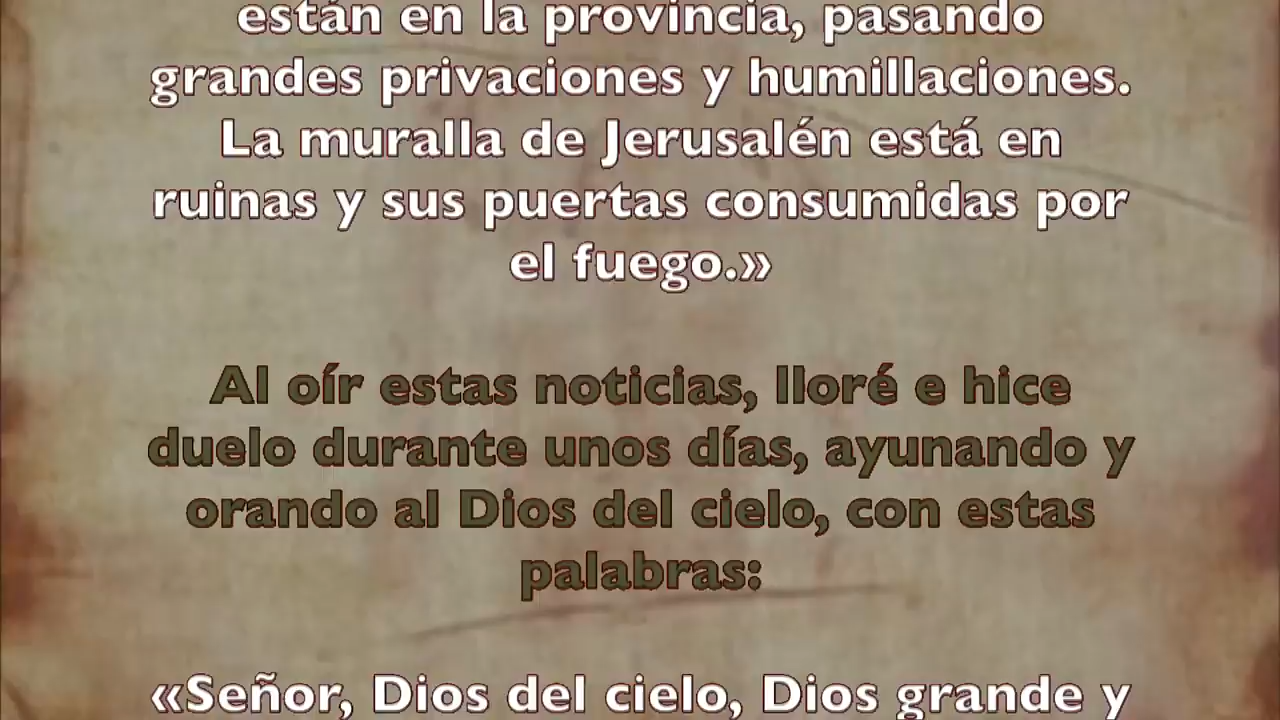 están en la provincia, pasando
grandes privaciones y humillaciones.
La muralla de Jerusalén está en
ruinas y sus puertas consumidas por
el fuego.»
Al oír estas noticias, lloré e hice
duelo durante unos días, ayunando y
orando al Dios del cielo, con estas
palabras:
«Señor, Dios del cielo, Dios grande y